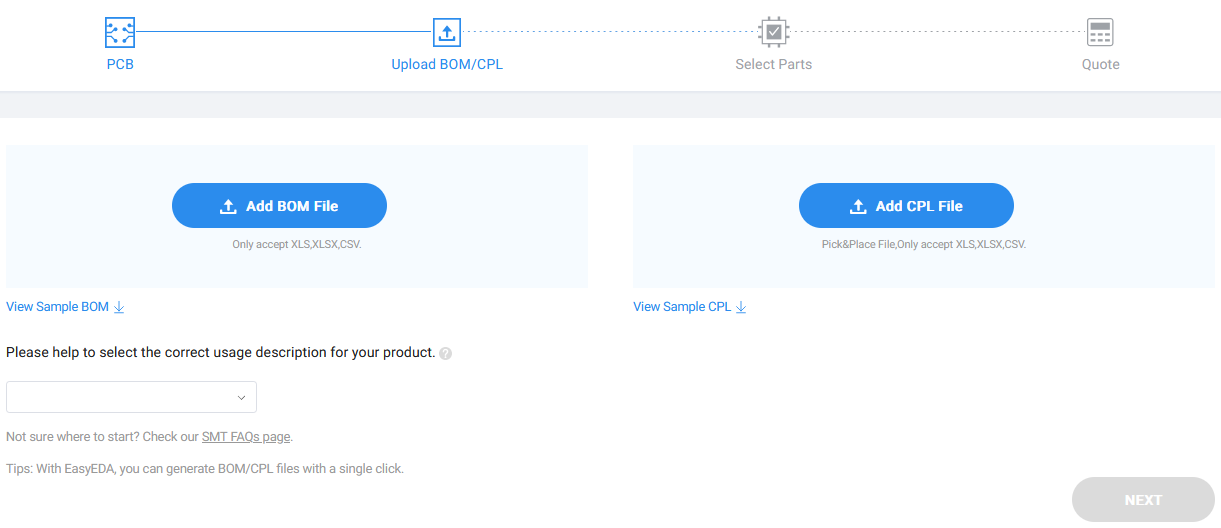 PCB
Upload BOM/CPL
Select Parts
Quote
Add BOM File
Only accept XLS,XLSX,CSV.
View Sample BOM
Add CPL File
Pick&Place File,Only accept XLS,XLSX,CSV.
View Sample CPL
Please help to select the correct usage description for your product. ?
Not sure where to start? Check our SMT FAQs page.
Tips: With EasyEDA, you can generate BOM/CPL files with a single click.
NEXT